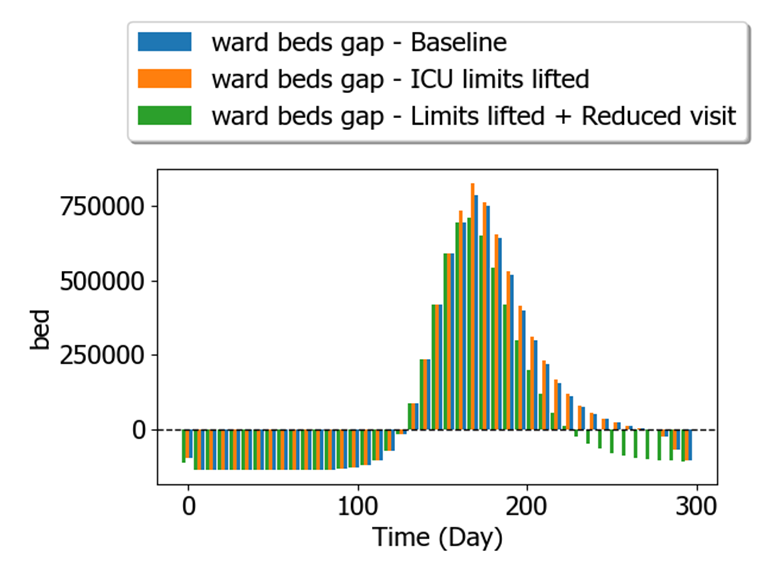 ward beds gap - Baseline
ward beds gap - ICU limits lifted
ward beds gap - Limits lifted + Reduced visit
750000
500000
250000
0
bed
0 100 200 300
Time (Day)